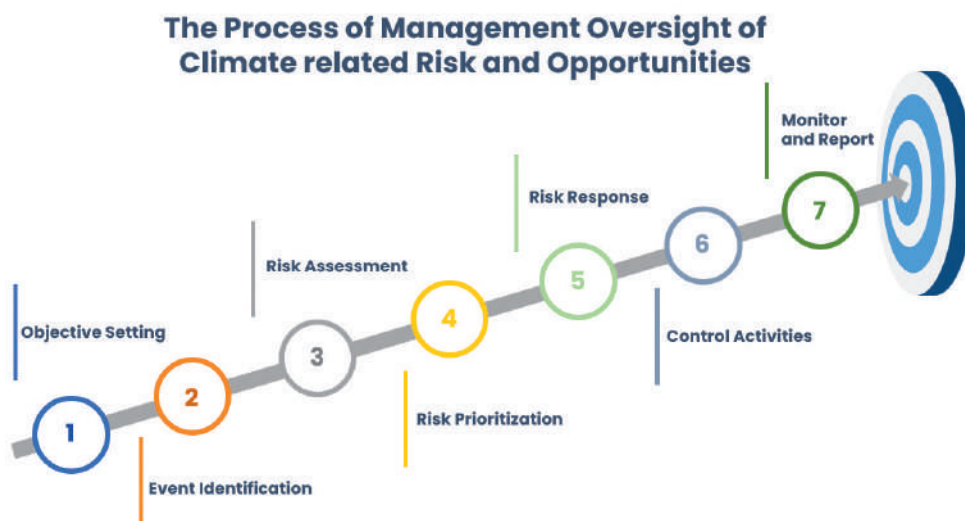 The Process of Management Oversight of
Climate related Risk and Opportunities
1
Objective Setting
2
Event Identification
3
Risk Assessment
4
Risk Prioritization
5
Risk Response
6
Control Activities
7
Monitor
and Report